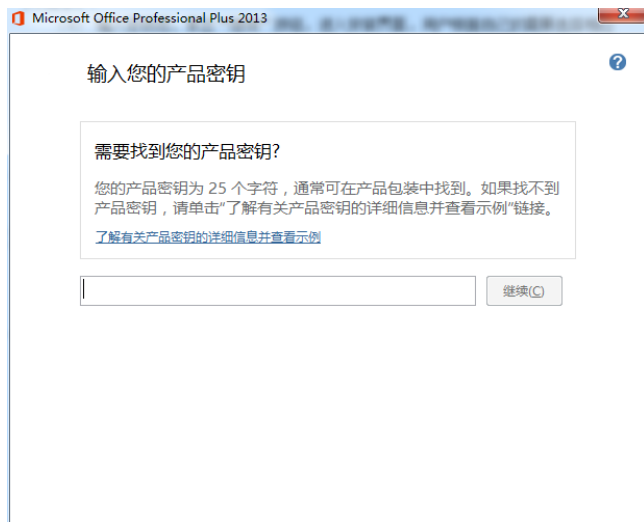 Microsoft Office Professional Plus 2013
输入您的产品密钥
需要找到您的产品密钥?
您的产品密钥为 25 个字符，通常可在产品包装中找到。如果找不到
产品密钥，请单击“了解有关产品密钥的详细信息并查看示例”链接。
了解有关产品密钥的详细信息并查看示例
继续(C)